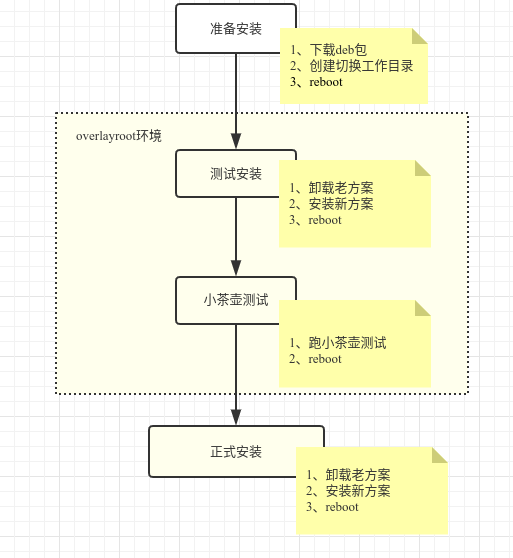 准备安装
1、下载deb包
2、创建切换工作目录
3、reboot
overlayroot环境
测试安装
1、卸载老方案
2、安装新方案
3、reboot
小茶壶测试
1、跑小茶壶测试
2、reboot
正式安装
1、卸载老方案
2、安装新方案
3、reboot